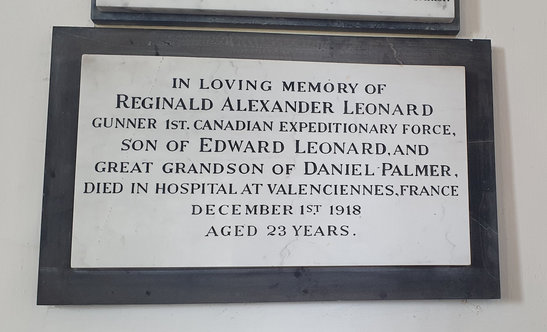 IN LOVING MEMORY OF
REGINALD ALEXANDER LEONARD
GUNNER 1ST. CANADIAN EXPEDITIONARY FORCE,
SON OF EDWARD LEONARD, AND
GREAT GRANDSON OF DANIEL PALMER,
DIED IN HOSPITAL AT VALENCIENNES, FRANCE
DECEMBER 1ST 1918
AGED 23 YEARS.